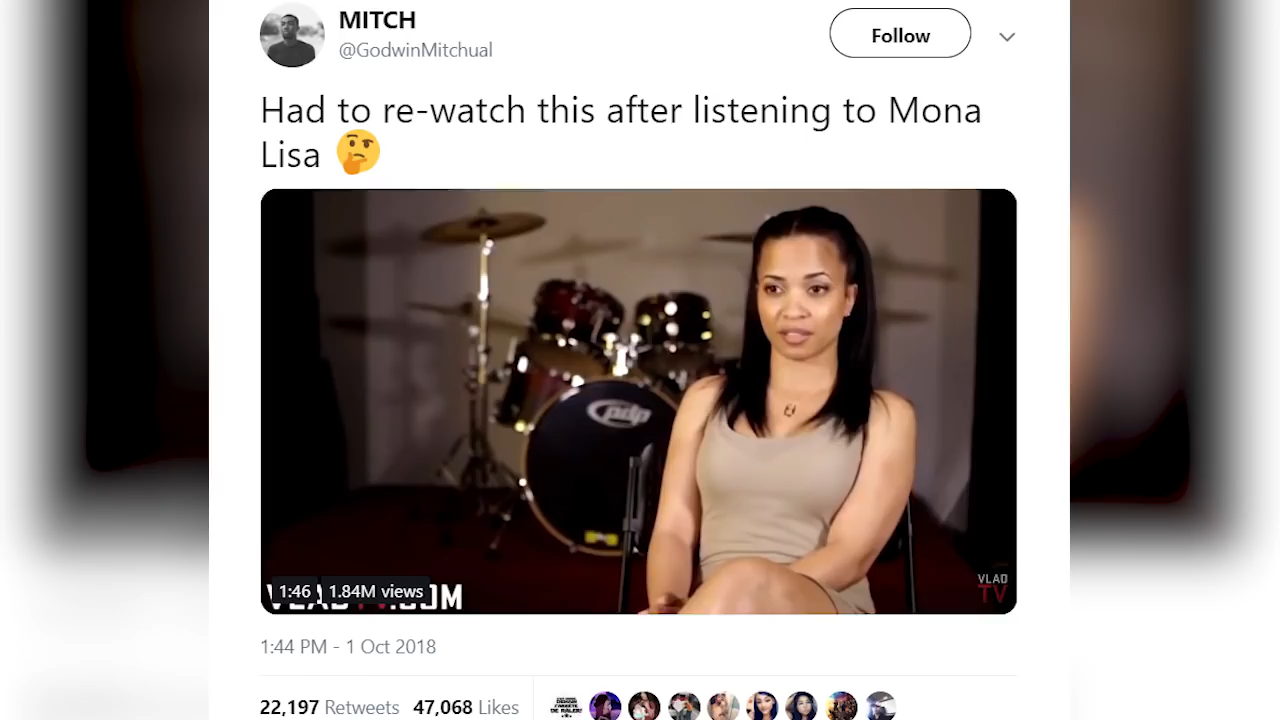 MITCH
@GodwinMitchual
Follow
Had to re-watch this after listening to Mona
Lisa
pdp
1:46 1.84M views
VLAD
TV
1:44 PM - 1 Oct 2018
22,197 Retweets 47,068 Likes